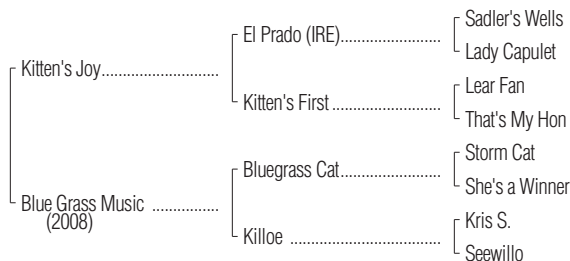 Sadler's Wells
El Prado (IRE)........................
Lady Capulet
Kitten's Joy............................
Lear Fan
Kitten's First ..........................
That's My Hon
Storm Cat
Bluegrass Cat........................
She's a Winner
Blue Grass Music ................
(2008)
Kris S.
Killoe ....................................
Seewillo